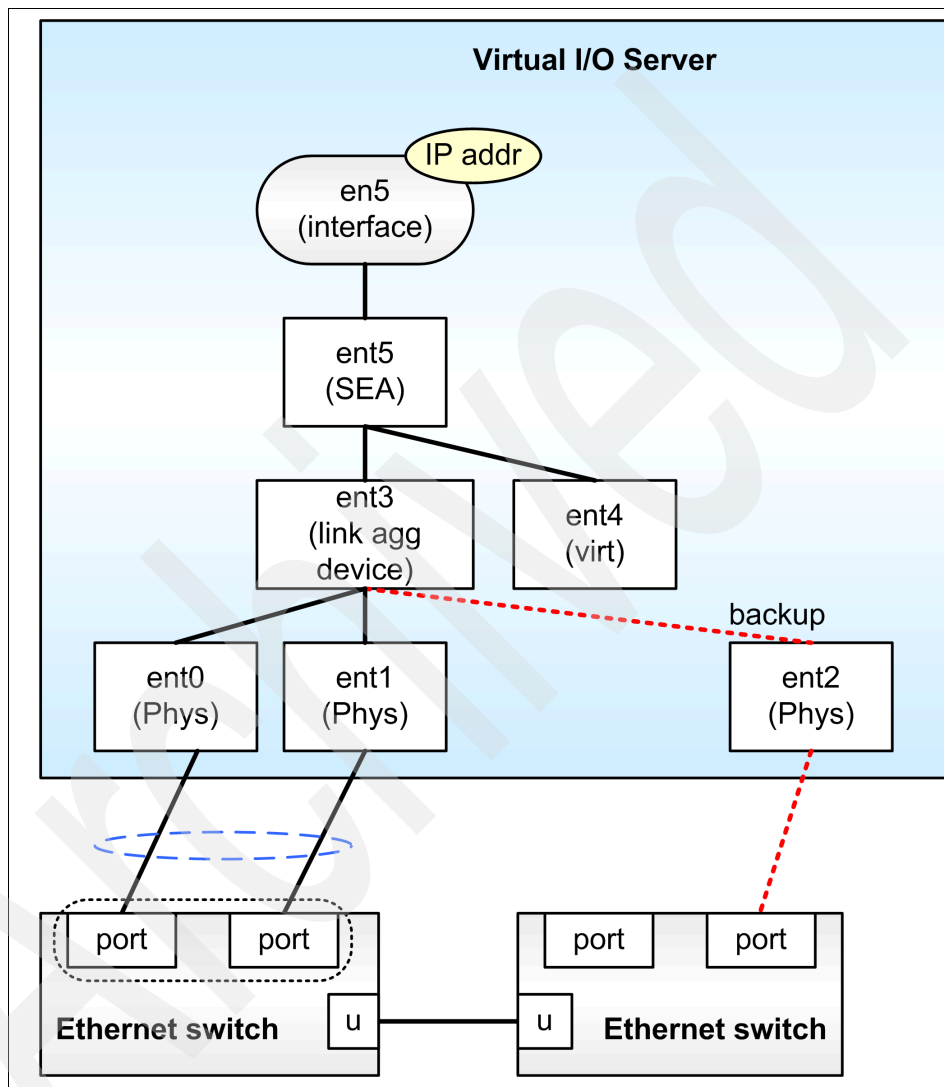 Virtual I/O Server
IP addr
en5
(interface)
ent5
(SEA)
ent3
(link agg
device)
ent4
(virt)
backup
ent0
(Phys)
ent1
(Phys)
ent2
(Phys)
port
port
port
port
u
u
Ethernet switch
Ethernet switch
Archived